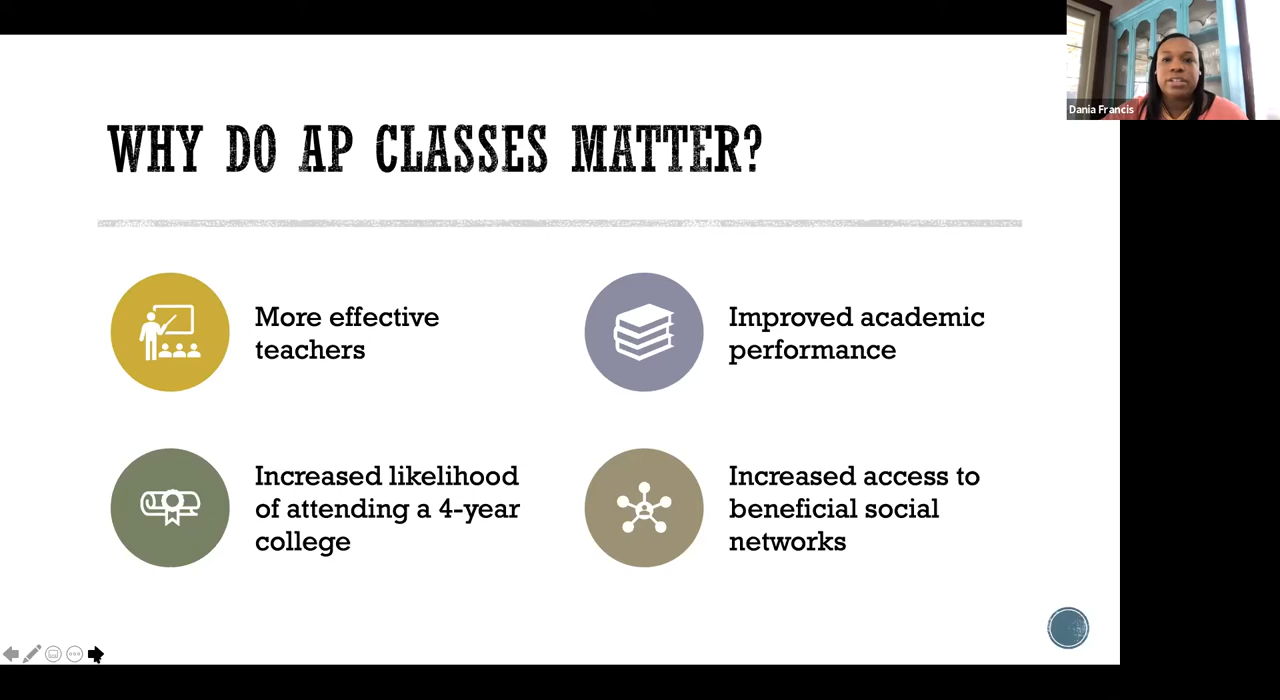 Dania Francis
WHY DO AP CLASSES MATTER?
More effective
teachers
Improved academic
performance
Increased likelihood
of attending a 4-year
college
Increased access to
beneficial social
networks